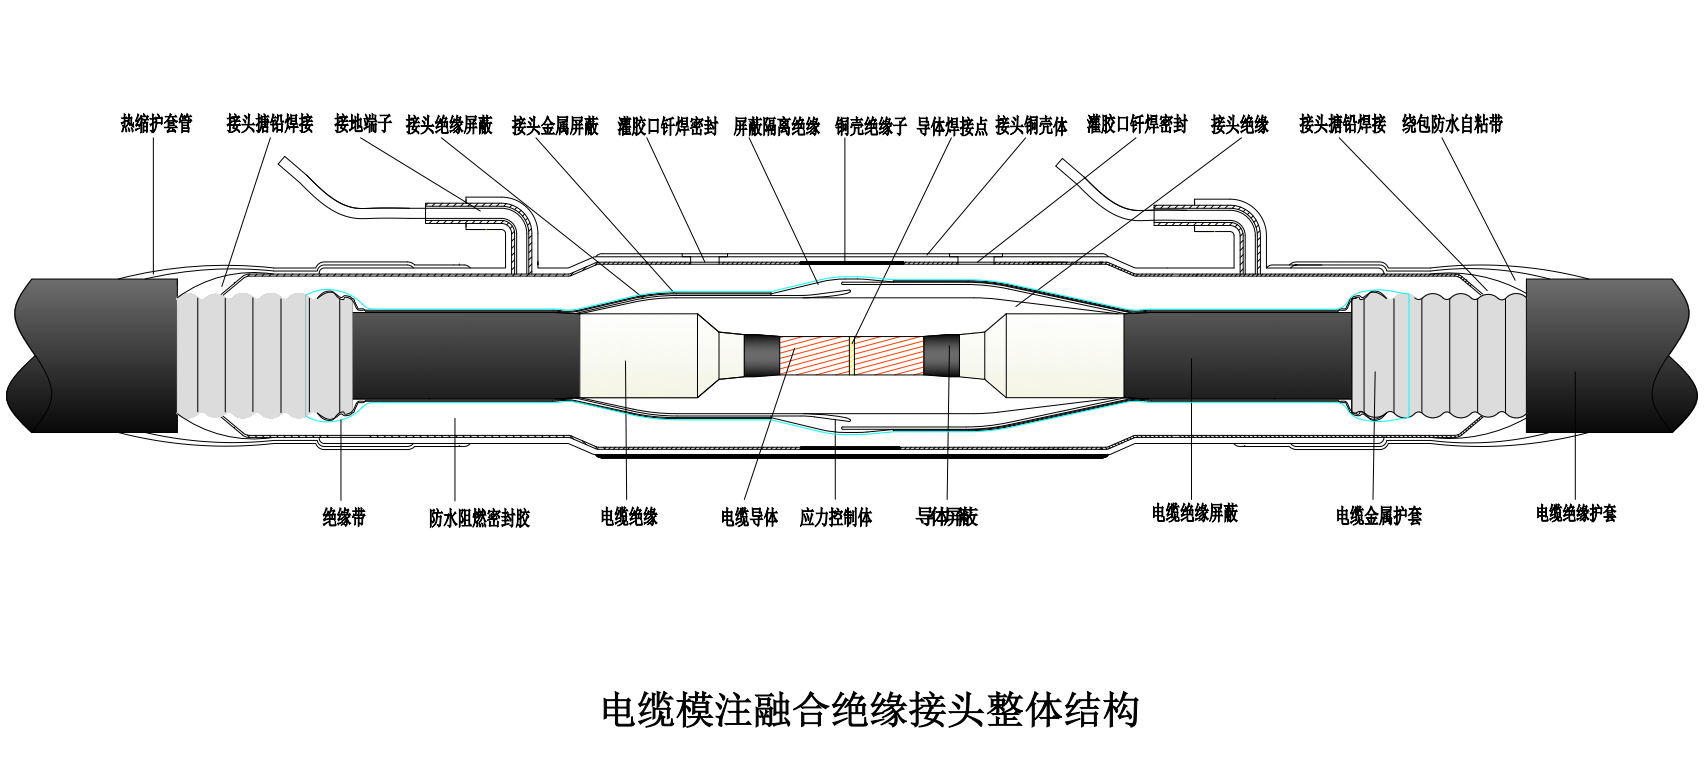 热缩护套管
接头搪铅焊接
接地端子
接头绝缘屏蔽
接头金属屏蔽
灌胶口钎焊密封
屏蔽隔离绝缘
铜壳绝缘子
导体焊接点
接头铜壳体
灌胶口钎焊密封
接头绝缘
接头搪铅焊接
绕包防水自粘带
绝缘带
防水阻燃密封胶
电缆绝缘
电缆导体
应力控制体
导体屏蔽
电缆绝缘屏蔽
电缆金属护套
电缆绝缘护套
电缆模注融合绝缘接头整体结构